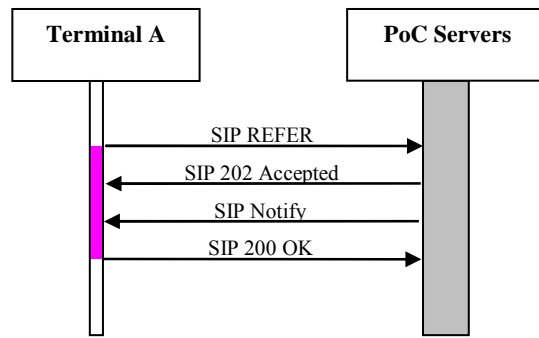 Terminal A
PoC Servers
SIP REFER
SIP 202 Accepted
SIP Notify
SIP 200 OK